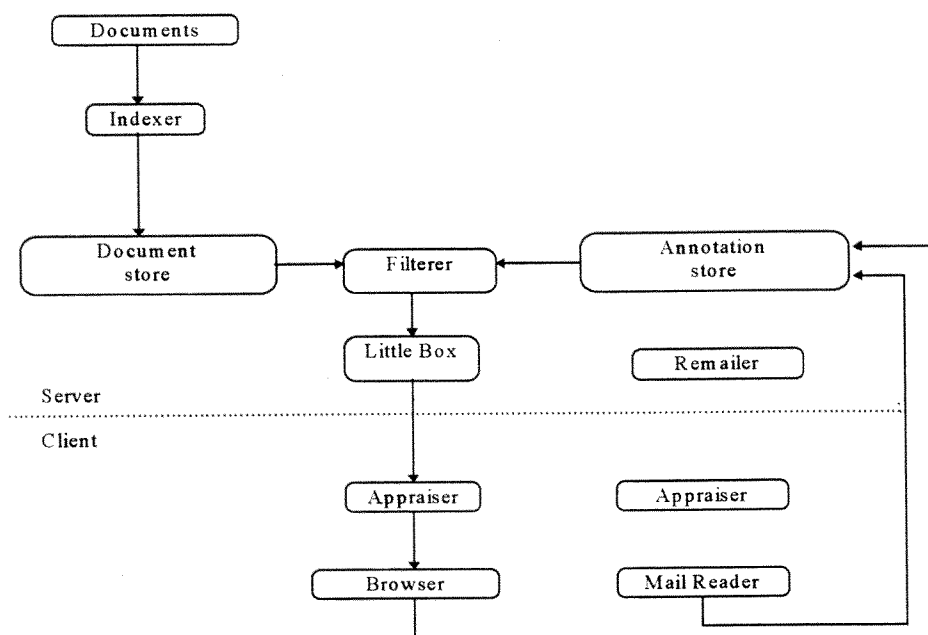 Documents
Indexer
Document
store
Filterer
Annotation
store
Little Box
Remailer
Server
Client
Appraiser
Appraiser
Browser
Mail Reader